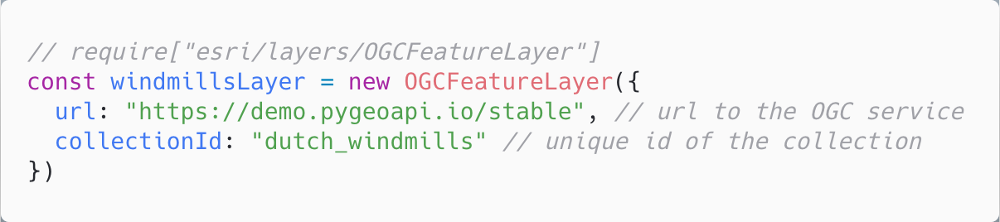 // require["esri/layers/OGCFeatureLayer"]
const windmillsLayer = new OGCFeatureLayer({
  url: "https://demo.pygeoapi.io/stable", // url to the OGC service
  collectionId: "dutch_windmills" // unique id of the collection
})